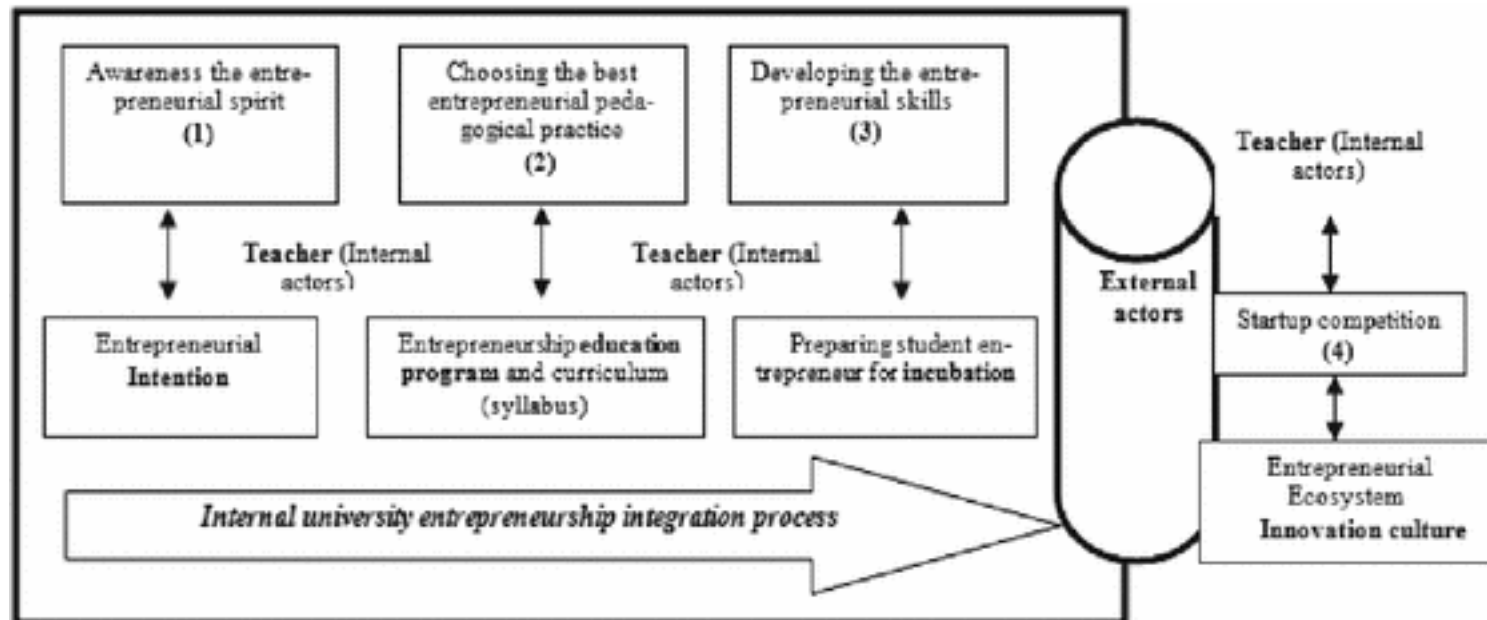 Awareness the entre-
preneurial spirit
(1)
Choosing the best
entrepreneurial peda-
gogical practice
(2)
Developing the entre-
preneurial skills
(3)
Teacher (Internal
actors)
Teacher (Internal
actors)
Teacher (Internal
actors)
External
actors
Entrepreneurial
Intention
Entrepreneurship education
program and curriculum
(syllabus)
Preparing student en-
trepreneur for incubation
Startup competition
(4)
Entrepreneurial
Ecosystem
Innovation culture
Internal university entrepreneurship integration process